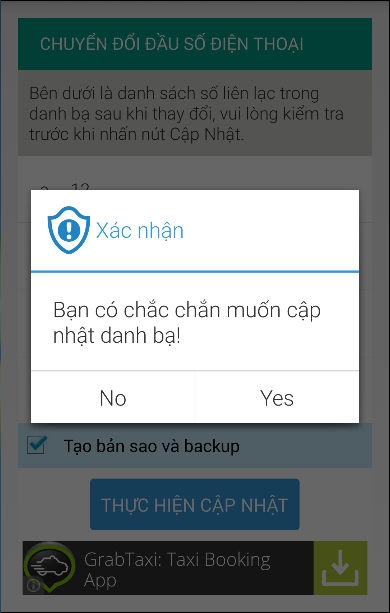 CHUYỂN ĐỔI ĐẦU SỐ ĐIỆN THOẠI
Bên dưới là danh sách số liên lạc trong
danh bạ sau khi thay đổi, vui lòng kiểm tra
trước khi nhấn nút Cập Nhật.
Xác nhận
Bạn có chắc chắn muốn cập
nhật danh bạ!
No Yes
Tạo bản sao và backup
THỰC HIỆN CẬP NHẬT
GrabTaxi: Taxi Booking
App